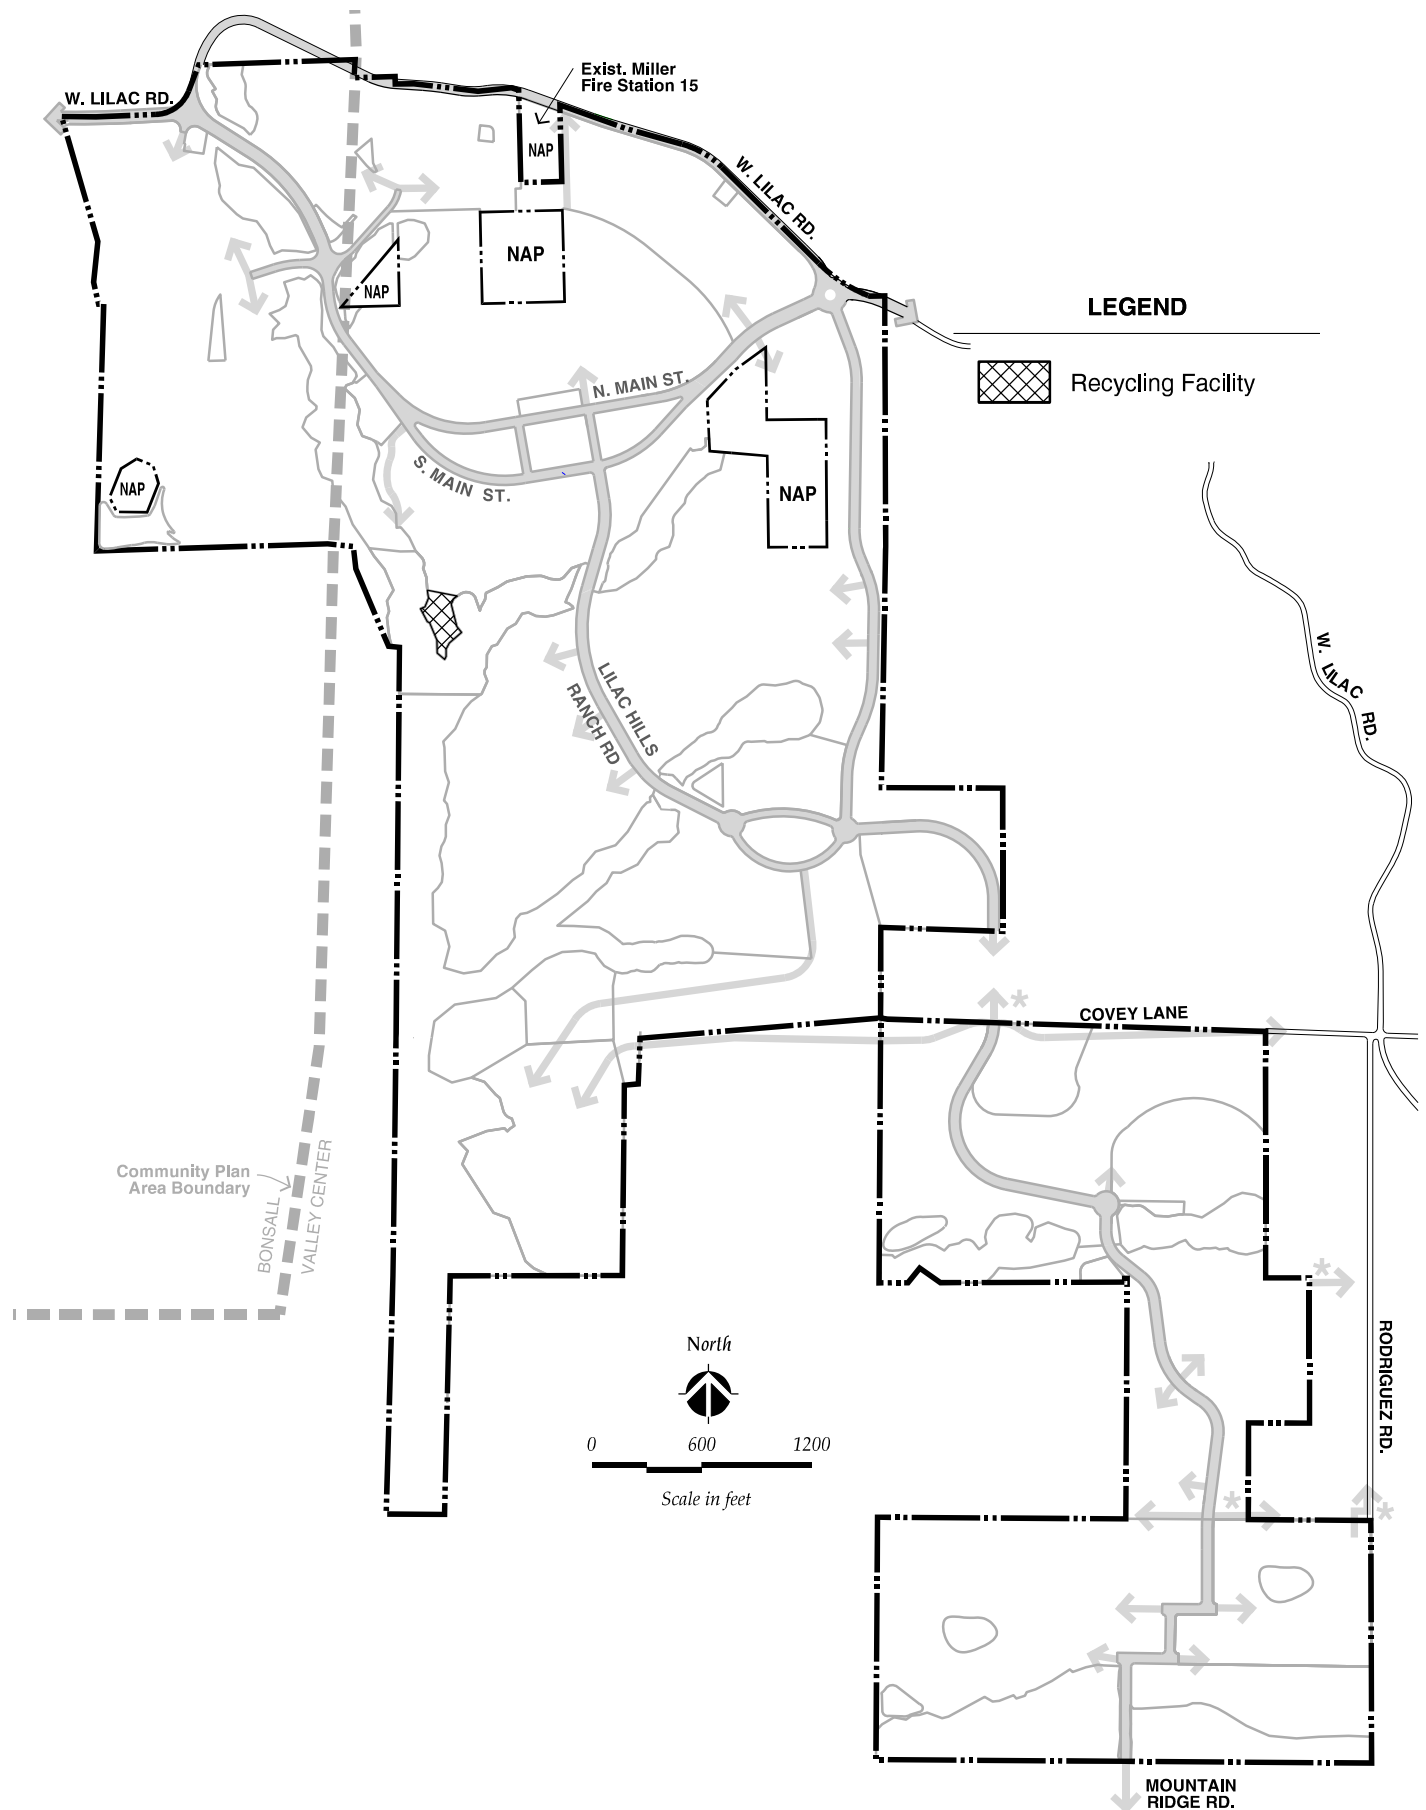 Exist. Miller
Fire Station 15
W. LILAC RD.
NAP
W. LILAC RD.
NAP
NAP
LEGEND
Recycling Facility
N. MAIN ST.
S. MAIN ST.
NAP
NAP
LILAC HILLS
RANCH RD
W. LILAC RD.
*
COVEY LANE
Community Plan
Area Boundary
BONSALL
VALLEY CENTER
*
North
RODRIGUEZ RD.
0 600 1200
Scale in feet
*
*
MOUNTAIN
RIDGE RD.